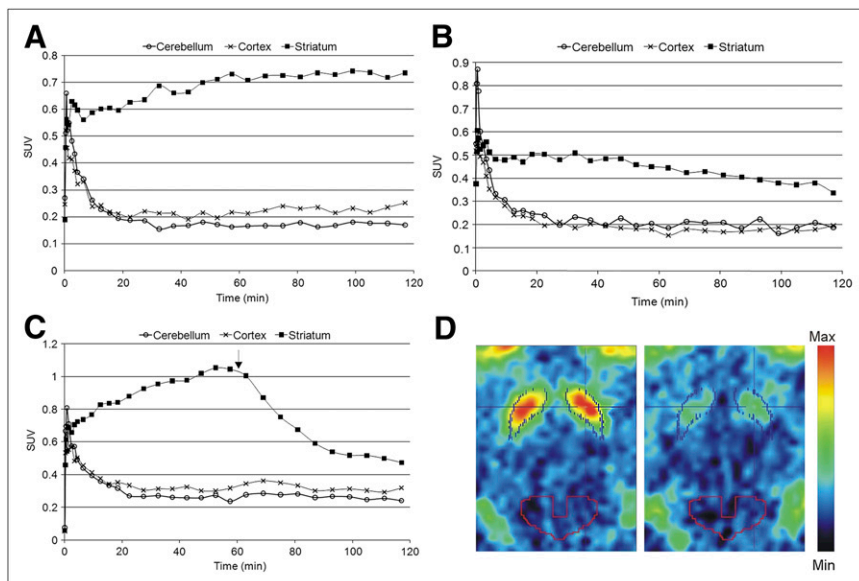 A
Cerebellum Cortex Striatum
0.8
0.7
0.6
0.5
0.4
0.3
0.2
0.1
0
SUV
0 20 40 60 80 100 120
Time (min)
B
Cerebellum Cortex Striatum
0.9
0.8
0.7
0.6
0.5
0.4
0.3
0.2
0.1
0
SUV
0 20 40 60 80 100 120
Time (min)
C
Cerebellum Cortex Striatum
1.2
1
0.8
0.6
0.4
0.2
0
SUV
0 20 40 60 80 100 120
Time (min)
D
Max
Min